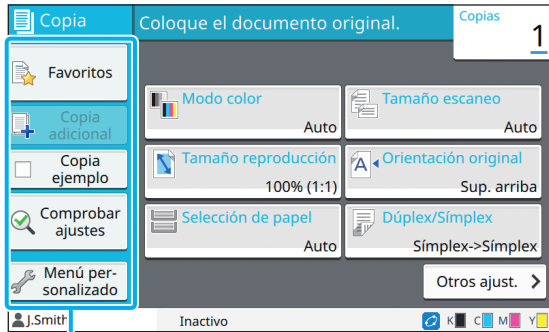 Copia
Coloque el documento original.
Copias
1
Favoritos
Copia
adicional
Copia
ejemplo
Comprobar
ajustes
Menú per-
sonalizado
Modo color
Auto
Tamaño escaneo
Auto
Tamaño reproducción
100% (1:1)
Orientación original
Sup. arriba
Selección de papel
Auto
Dúplex/Símplex
Símplex->Símplex
Otros ajust.
J.Smith
Inactivo
K C M Y